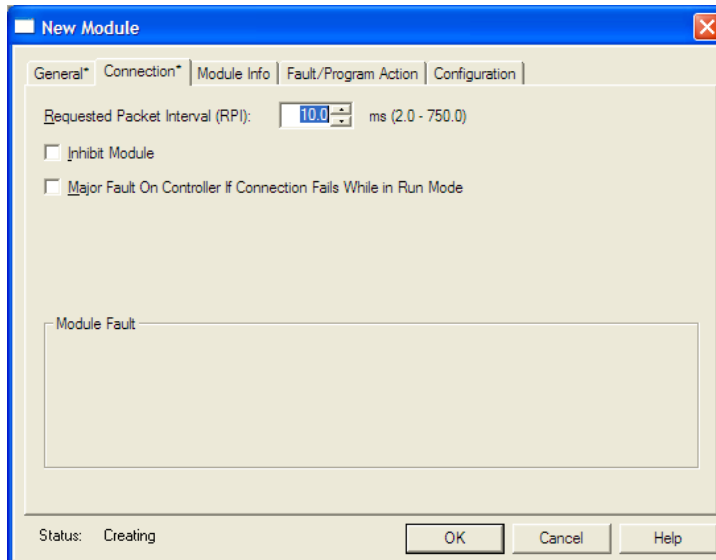 New Module
General* Connection* Module Info Fault/Program Action Configuration
Requested Packet Interval (RPI): 10.0 ms (2.0 - 750.0)
Inhibit Module
Major Fault On Controller If Connection Fails While in Run Mode
Module Fault
Status: Creating OK Cancel Help